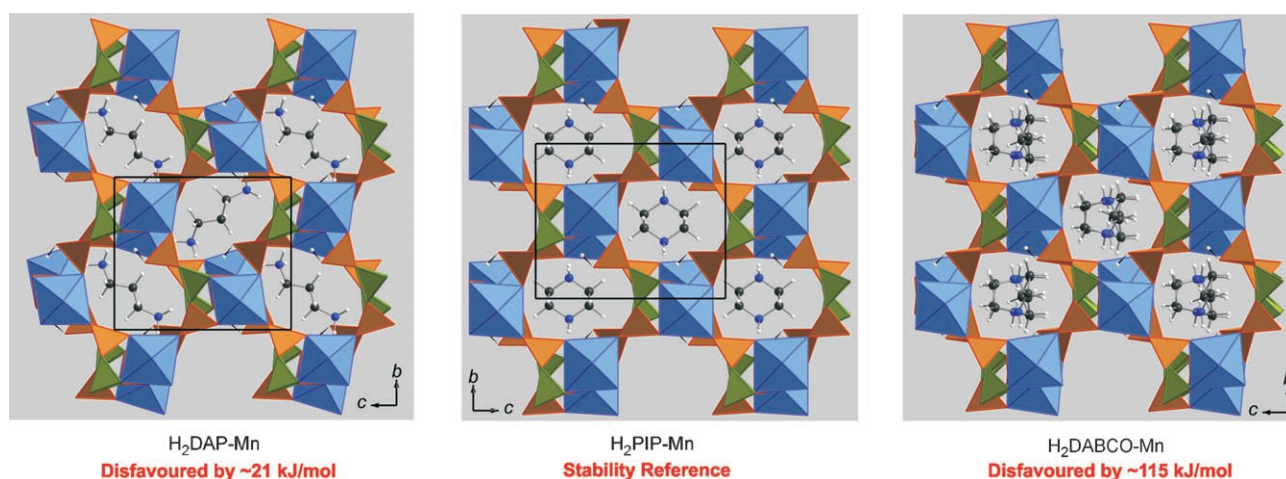 b
c
b
c
c
H₂DAP-Mn
Disfavoured by ~21 kJ/mol
H₂PIP-Mn
Stability Reference
H₂DABCO-Mn
Disfavoured by ~115 kJ/mol